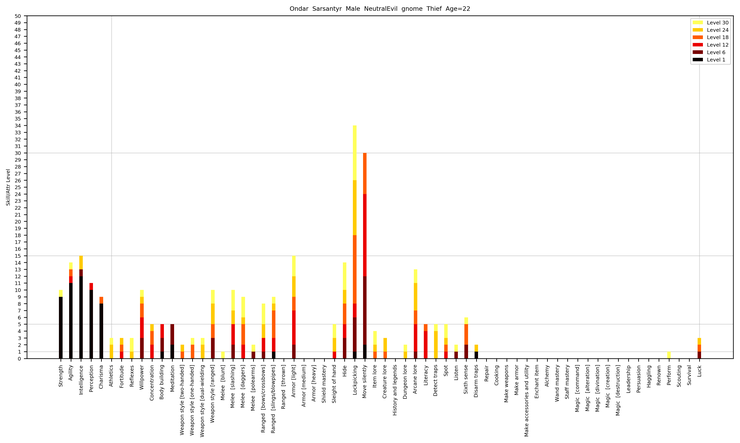 Ondar Sarsantyr Male NeutralEvil gnome Thief Age=22
Skill/Attr Level
50
49
48
47
46
45
44
43
42
41
40
39
38
37
36
35
34
33
32
31
30
29
28
27
26
25
24
23
22
21
20
19
18
17
16
15
14
13
12
11
10
9
8
7
6
5
4
3
2
1
0
Level 30
Level 24
Level 18
Level 12
Level 6
Level 1
Strength
Agility
Intelligence
Perception
Charisma
Athletics
Fortitude
Reflexes
Willpower
Concentration
Body building
Meditation
Weapon style [two-handed]
Weapon style [one-handed]
Weapon style [dual-wielding]
Weapon style [ranged]
Melee [blunt]
Melee [slashing]
Melee [daggers]
Melee [polearms]
Ranged [bows/crossbows]
Ranged [slings/blowpipes]
Ranged [thrown]
Armor [light]
Armor [medium]
Armor [heavy]
Shield mastery
Sleight of hand
Hide
Lockpicking
Move silently
Item lore
Creature lore
History and legends
Dungeon lore
Arcane lore
Literacy
Detect traps
Spot
Listen
Sixth sense
Disarm traps
Repair
Cooking
Make weapons
Make armor
Make accessories and utility
Enchant item
Alchemy
Wand mastery
Staff mastery
Magic [command]
Magic [alteration]
Magic [divination]
Magic [creation]
Magic [destruction]
Leadership
Persuasion
Haggling
Renown
Perform
Scouting
Survival
Luck